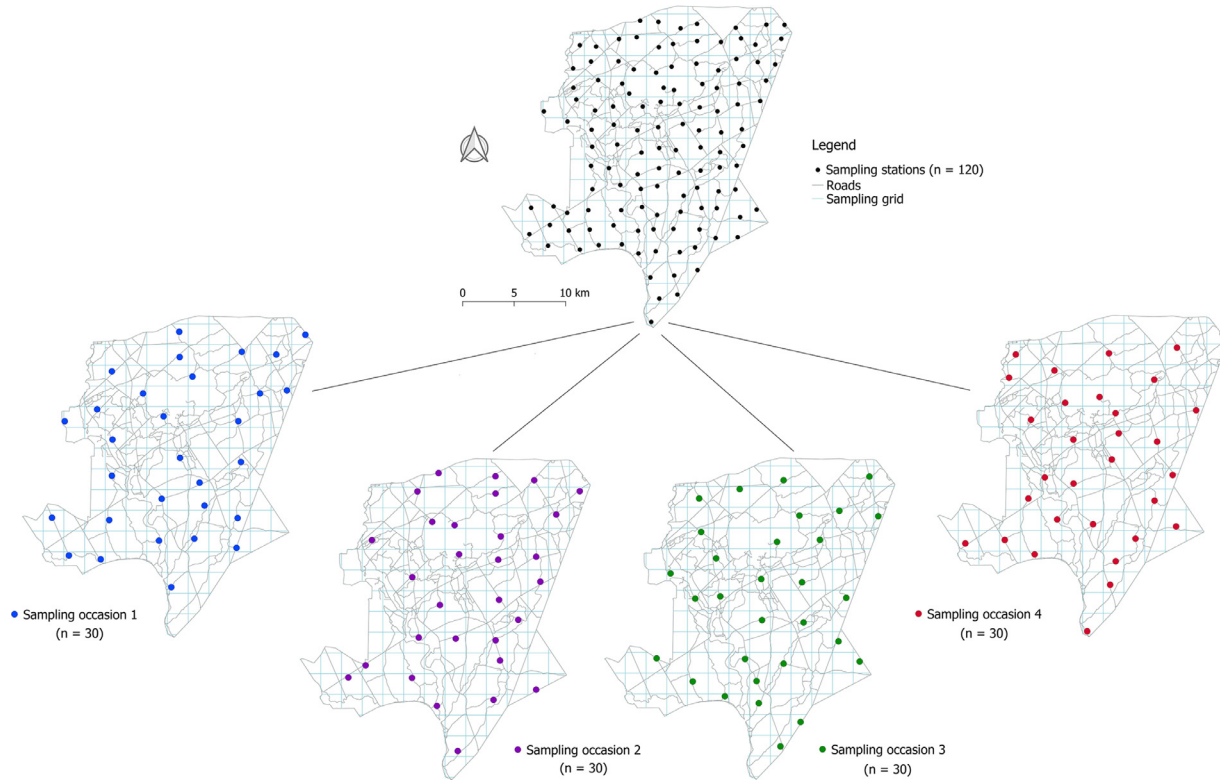 Legend
Sampling stations (n = 120)
Roads
Sampling grid
0 5 10 km
Sampling occasion 1
(n = 30)
Sampling occasion 2
(n = 30)
Sampling occasion 3
(n = 30)
Sampling occasion 4
(n = 30)